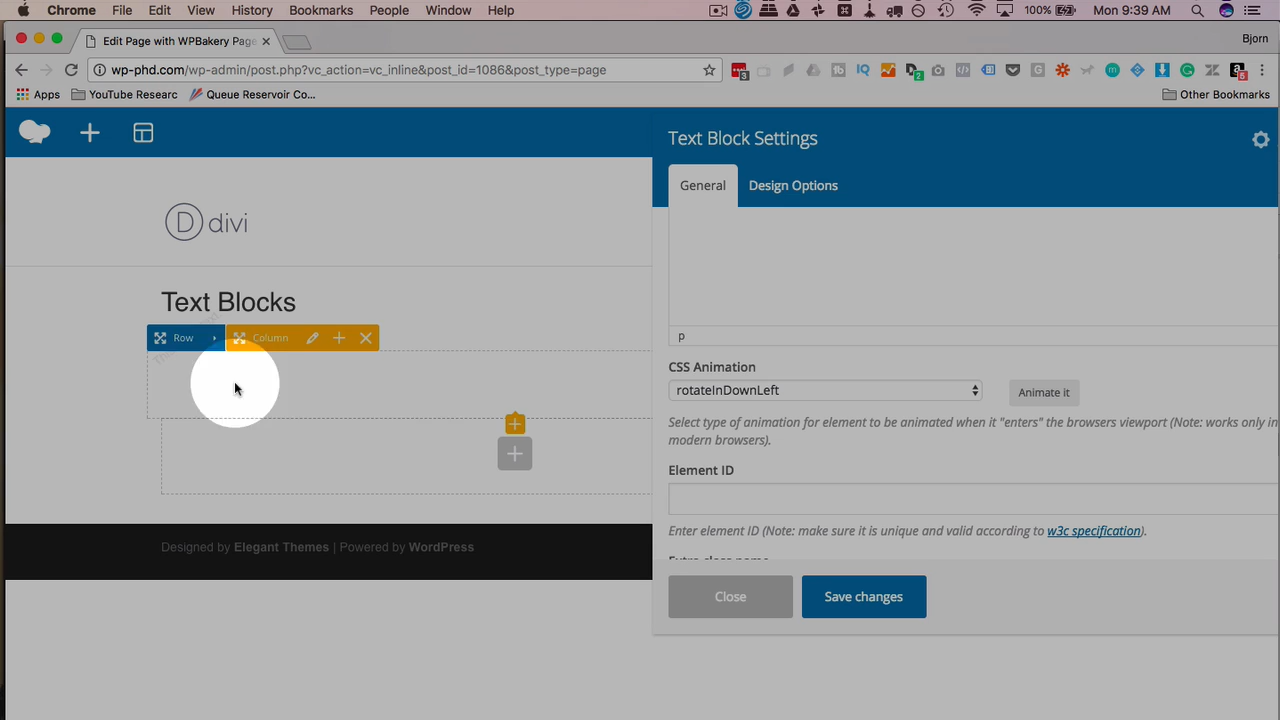 Chrome File Edit View History Bookmarks People Window Help 100% Mon 9:39 AM
Edit Page with WPBakery Page
Bjorn
wp-phd.com/wp-admin/post.php?vc_action=vc_inline&post_id=1086&post_type=page
Apps YouTube Researc Queue Reservoir Co... Other Bookmarks
Text Block Settings
General Design Options
D divi
Text Blocks
Row Column
p
CSS Animation
rotateInDownLeft Animate it
Select type of animation for element to be animated when it "enters" the browsers viewport (Note: works only in
modern browsers).
Element ID
Enter element ID (Note: make sure it is unique and valid according to w3c specification).
Designed by Elegant Themes | Powered by WordPress
Close Save changes